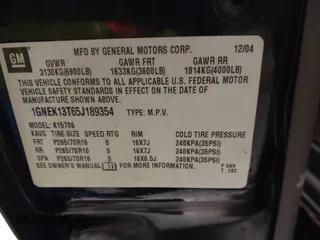 GM MFD BY GENERAL MOTORS CORP. 12/04
GVWR GAWR FRT GAWR RR
3130KG(6900LB) 1633KG(3600LB) 1814KG(4000LB)
THIS VEHICLE CONFORMS TO ALL APPLICABLE U.S. FEDERAL
MOTOR VEHICLE SAFETY STANDARDS IN EFFECT ON THE DATE
OF MANUFACTURE SHOWN ABOVE.
1GNEK13T65J189354 TYPE: M.P.V.
MODEL: K15706
KAVG TIRE-SIZE SPEED RTG RIM COLD TIRE PRESSURE
FRT P265/70R16 S 16X7J 240KPA(35PSI)
RR P265/70R16 S 16X7J 240KPA(35PSI)
SPA P265/70R16 S 16X6.5J 240KPA(35PSI)
SEE OWNER'S MANUAL FOR MORE INFORMATION.